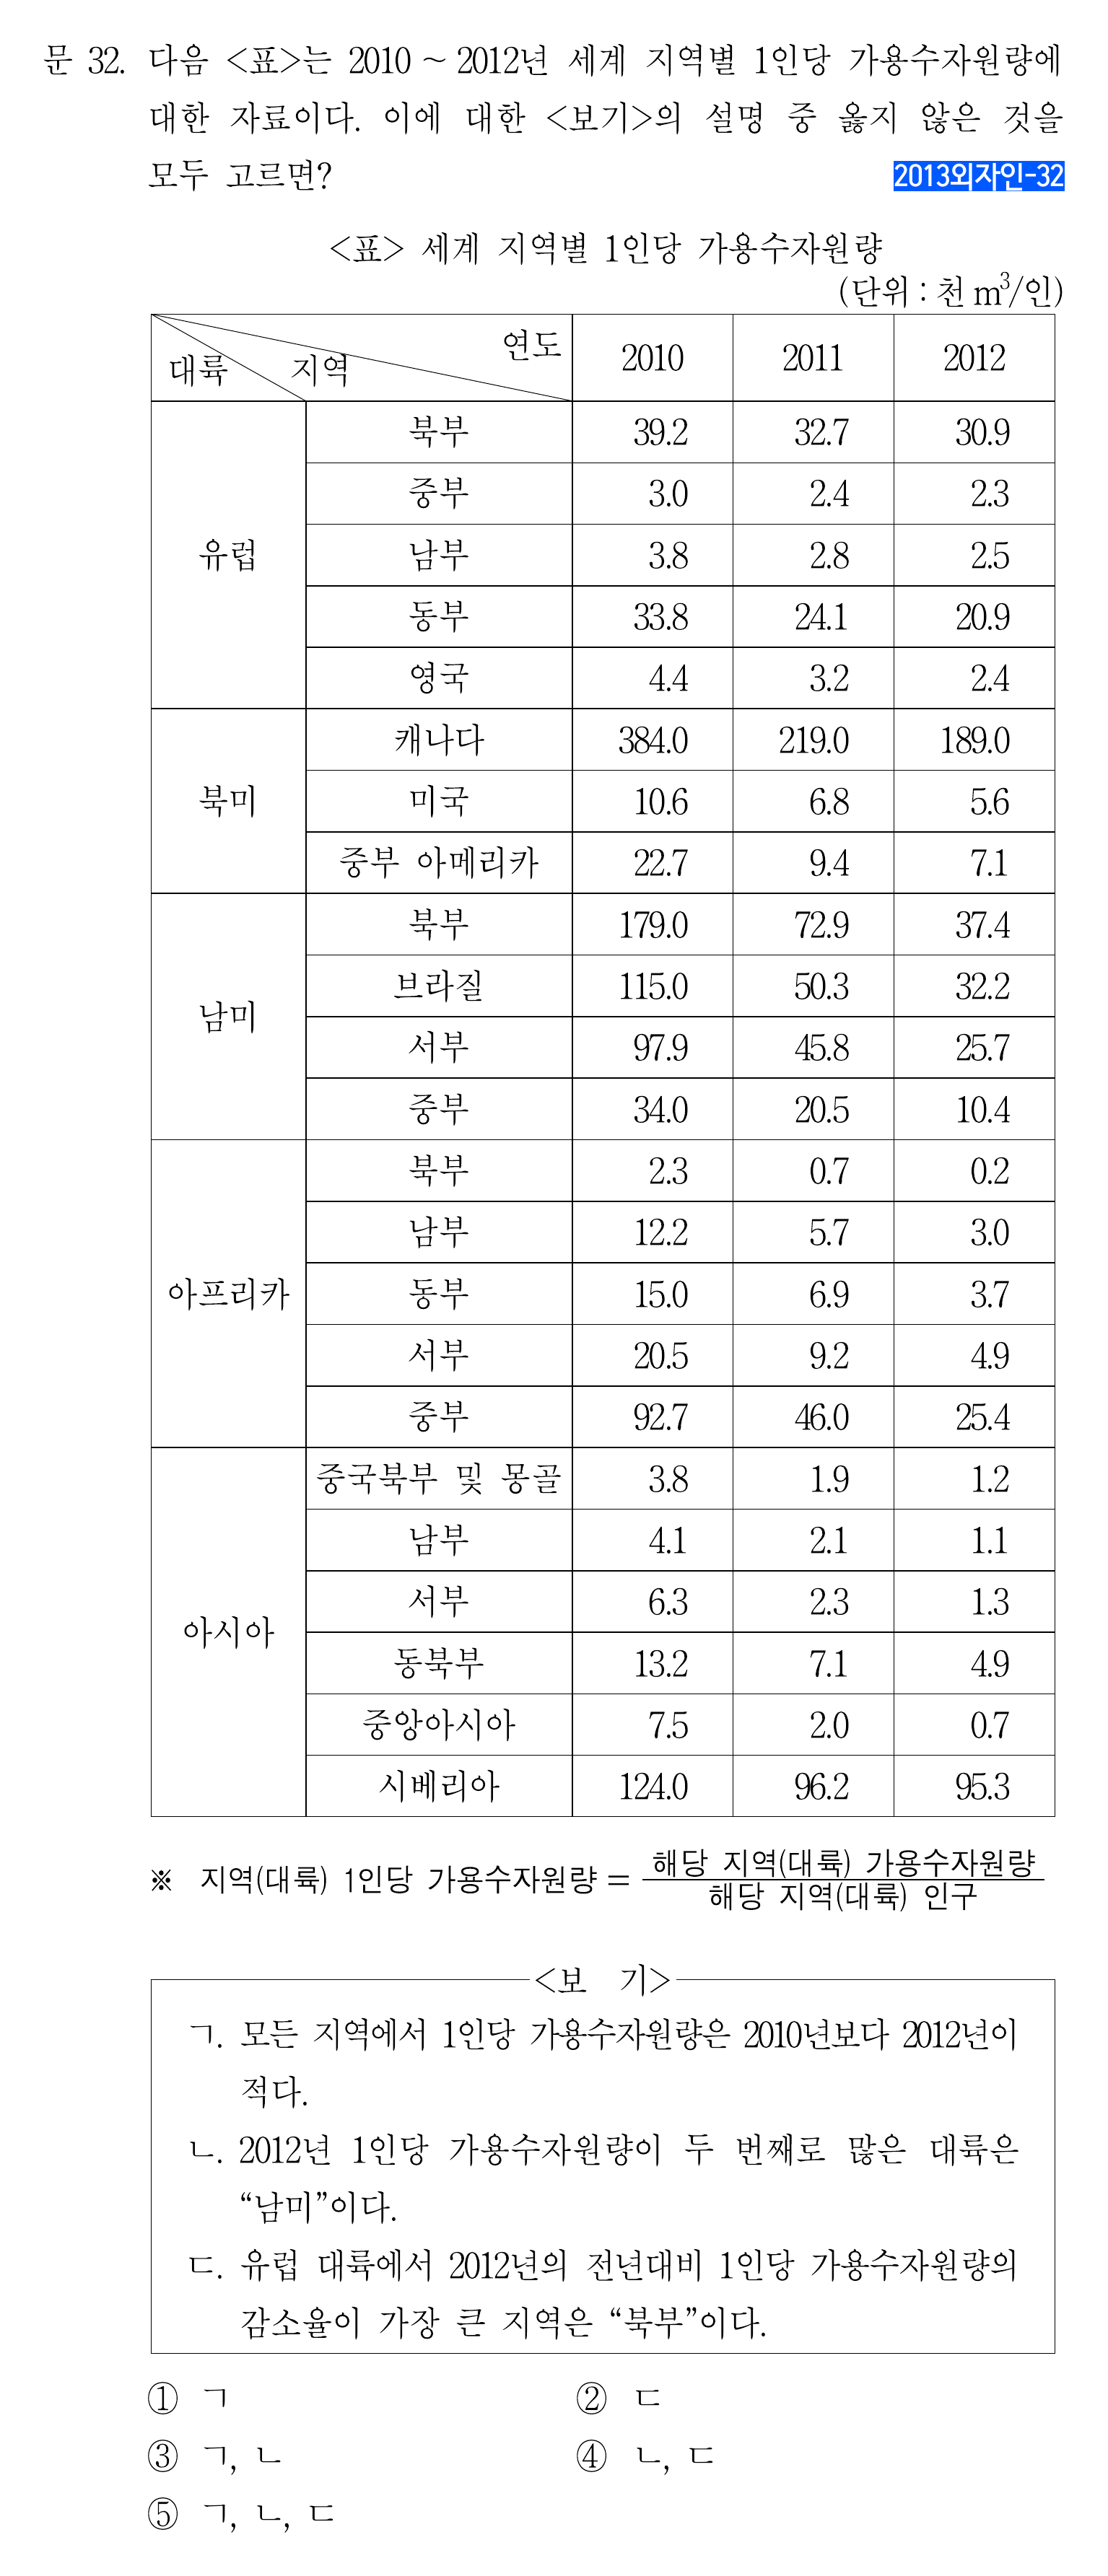 문 32. 다음 <표>는 2010 ~ 2012년 세계 지역별 1인당 가용수자원량에
대한 자료이다. 이에 대한 <보기>의 설명 중 옳지 않은 것을
모두 고르면?
2013외자인-32
<표> 세계 지역별 1인당 가용수자원량
(단위 : 천 m³/인)
대륙 지역 연도 2010 2011 2012
유럽 북부 39.2 32.7 30.9
중부 3.0 2.4 2.3
남부 3.8 2.8 2.5
동부 33.8 24.1 20.9
영국 4.4 3.2 2.4
북미 캐나다 384.0 219.0 189.0
미국 10.6 6.8 5.6
중부 아메리카 22.7 9.4 7.1
남미 북부 179.0 72.9 37.4
브라질 115.0 50.3 32.2
서부 97.9 45.8 25.7
중부 34.0 20.5 10.4
아프리카 북부 2.3 0.7 0.2
남부 12.2 5.7 3.0
동부 15.0 6.9 3.7
서부 20.5 9.2 4.9
중부 92.7 46.0 25.4
아시아 중국북부 및 몽골 3.8 1.9 1.2
남부 4.1 2.1 1.1
서부 6.3 2.3 1.3
동북부 13.2 7.1 4.9
중앙아시아 7.5 2.0 0.7
시베리아 124.0 96.2 95.3
※ 지역(대륙) 1인당 가용수자원량 = 해당 지역(대륙) 가용수자원량
해당 지역(대륙) 인구
<보 기>
ㄱ. 모든 지역에서 1인당 가용수자원량은 2010년보다 2012년이
적다.
ㄴ. 2012년 1인당 가용수자원량이 두 번째로 많은 대륙은
“남미”이다.
ㄷ. 유럽 대륙에서 2012년의 전년대비 1인당 가용수자원량의
감소율이 가장 큰 지역은 “북부”이다.
① ㄱ ② ㄷ
③ ㄱ, ㄴ ④ ㄴ, ㄷ
⑤ ㄱ, ㄴ, ㄷ